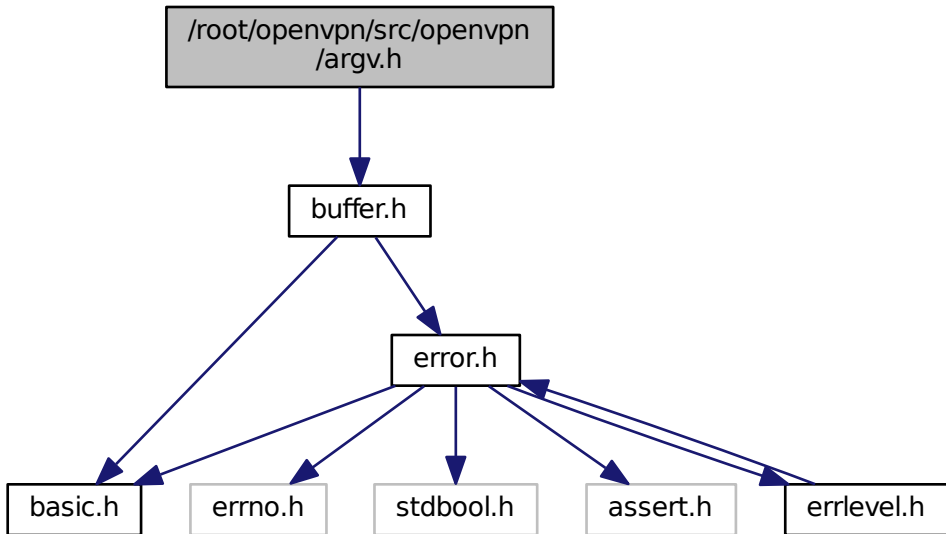 /root/openvpn/src/openvpn
/argv.h
buffer.h
error.h
basic.h
errno.h
stdbool.h
assert.h
errlevel.h